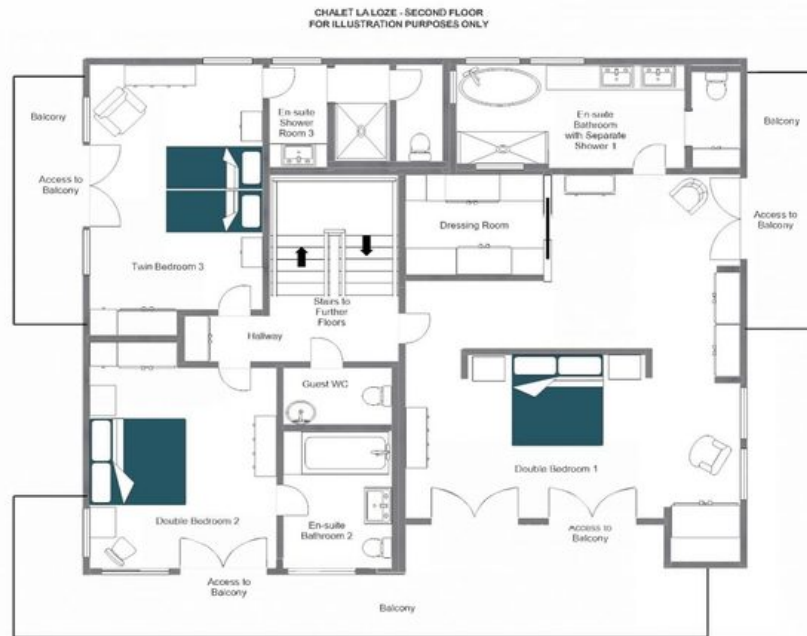 CHALET LA LOZE - SECOND FLOOR
FOR ILLUSTRATION PURPOSES ONLY
Balcony
Access to
Balcony
Twin Bedroom 3
En-suite
Shower
Room 3
En-suite
Bathroom
with Separate
Shower 1
Balcony
Access to
Balcony
Dressing Room
Stairs to
Further
Floors
Hallway
Guest WC
Double Bedroom 1
Double Bedroom 2
En-suite
Bathroom 2
Access to
Balcony
Access to
Balcony
Balcony